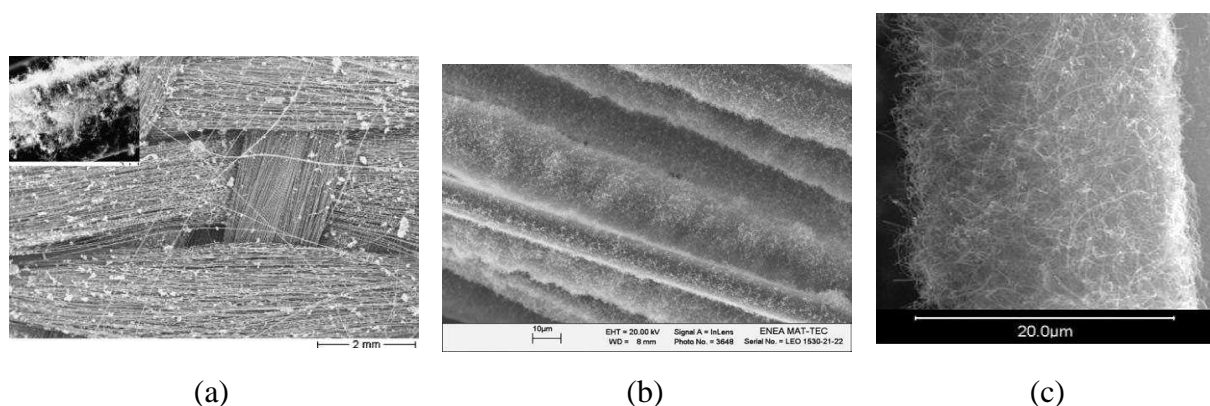 2 mm
10µm
EHT = 20.00 kV
WD = 8 mm
Signal A = InLens
Photo No. = 3648
ENEA MAT-TEC
Serial No. = LEO 1530-21-22
20.0µm
(a)
(b)
(c)